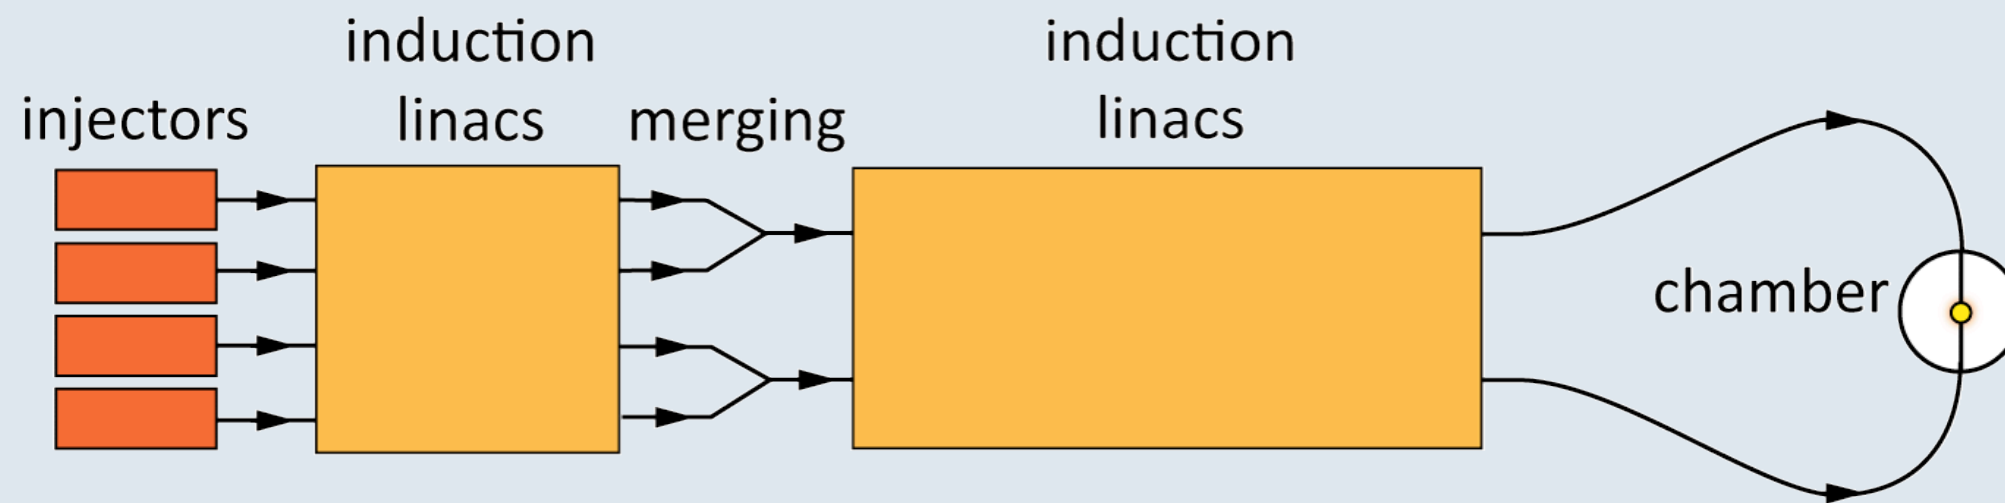 injectors
induction
linacs
merging
induction
linacs
chamber